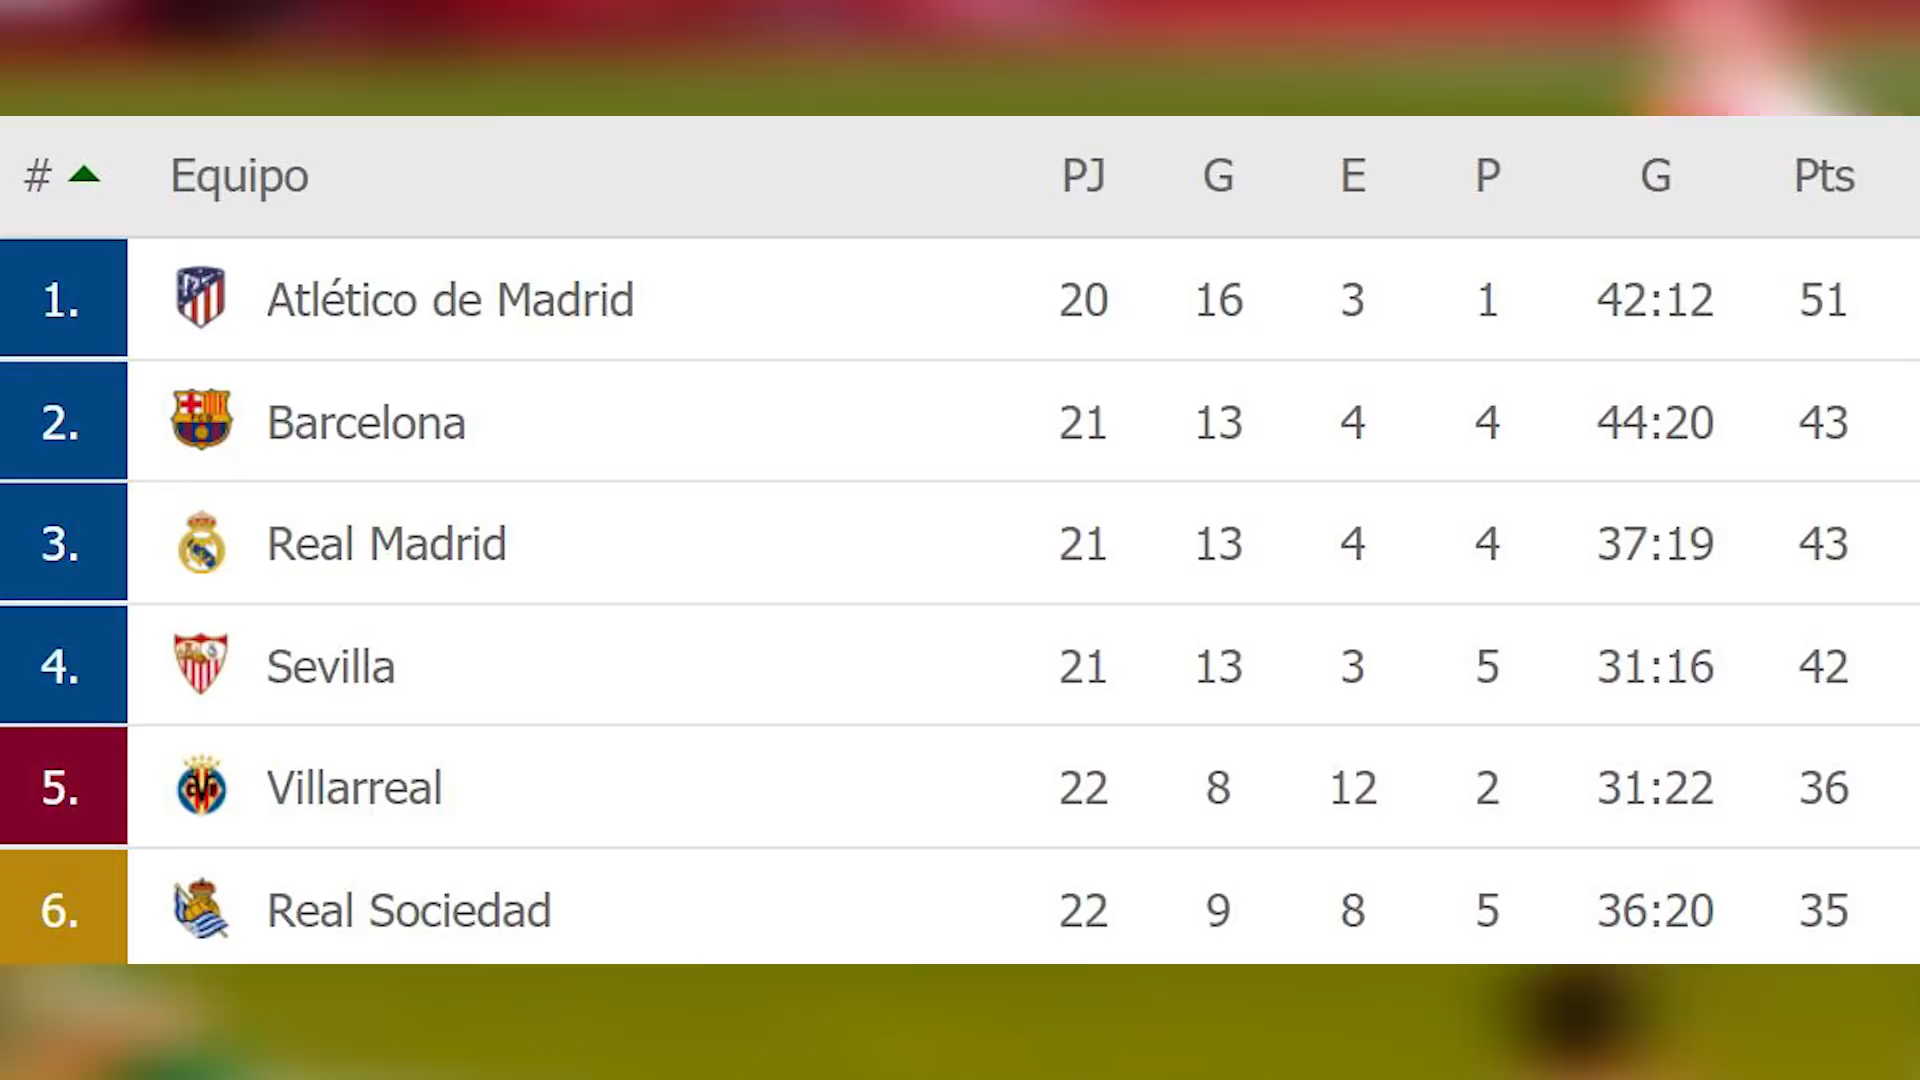 # Equipo PJ G E P G Pts
1. Atlético de Madrid 20 16 3 1 42:12 51
2. Barcelona 21 13 4 4 44:20 43
3. Real Madrid 21 13 4 4 37:19 43
4. Sevilla 21 13 3 5 31:16 42
5. Villarreal 22 8 12 2 31:22 36
6. Real Sociedad 22 9 8 5 36:20 35